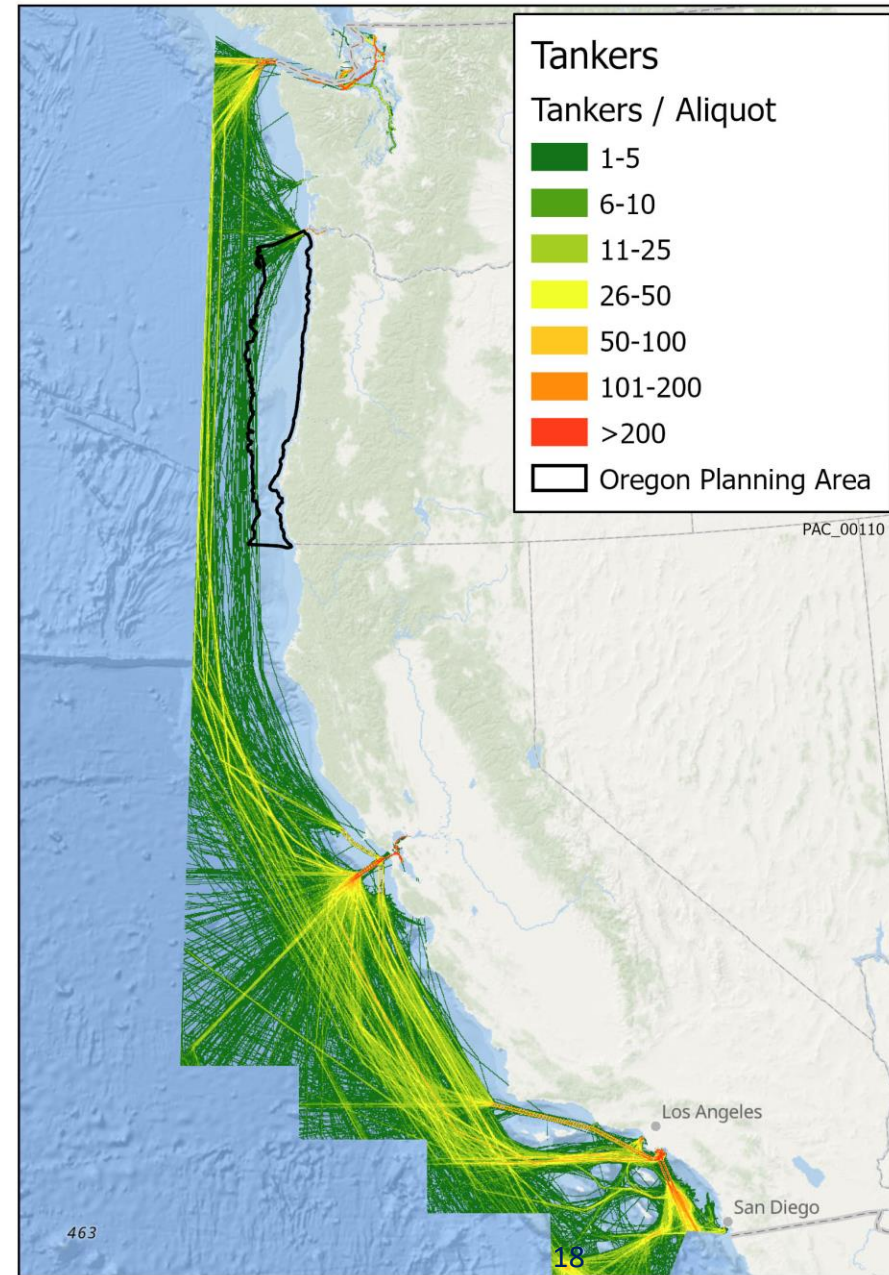 Tankers
Tankers / Aliquot
1-5
6-10
11-25
26-50
50-100
101-200
>200
Oregon Planning Area
PAC_00110
Los Angeles
San Diego
463
18